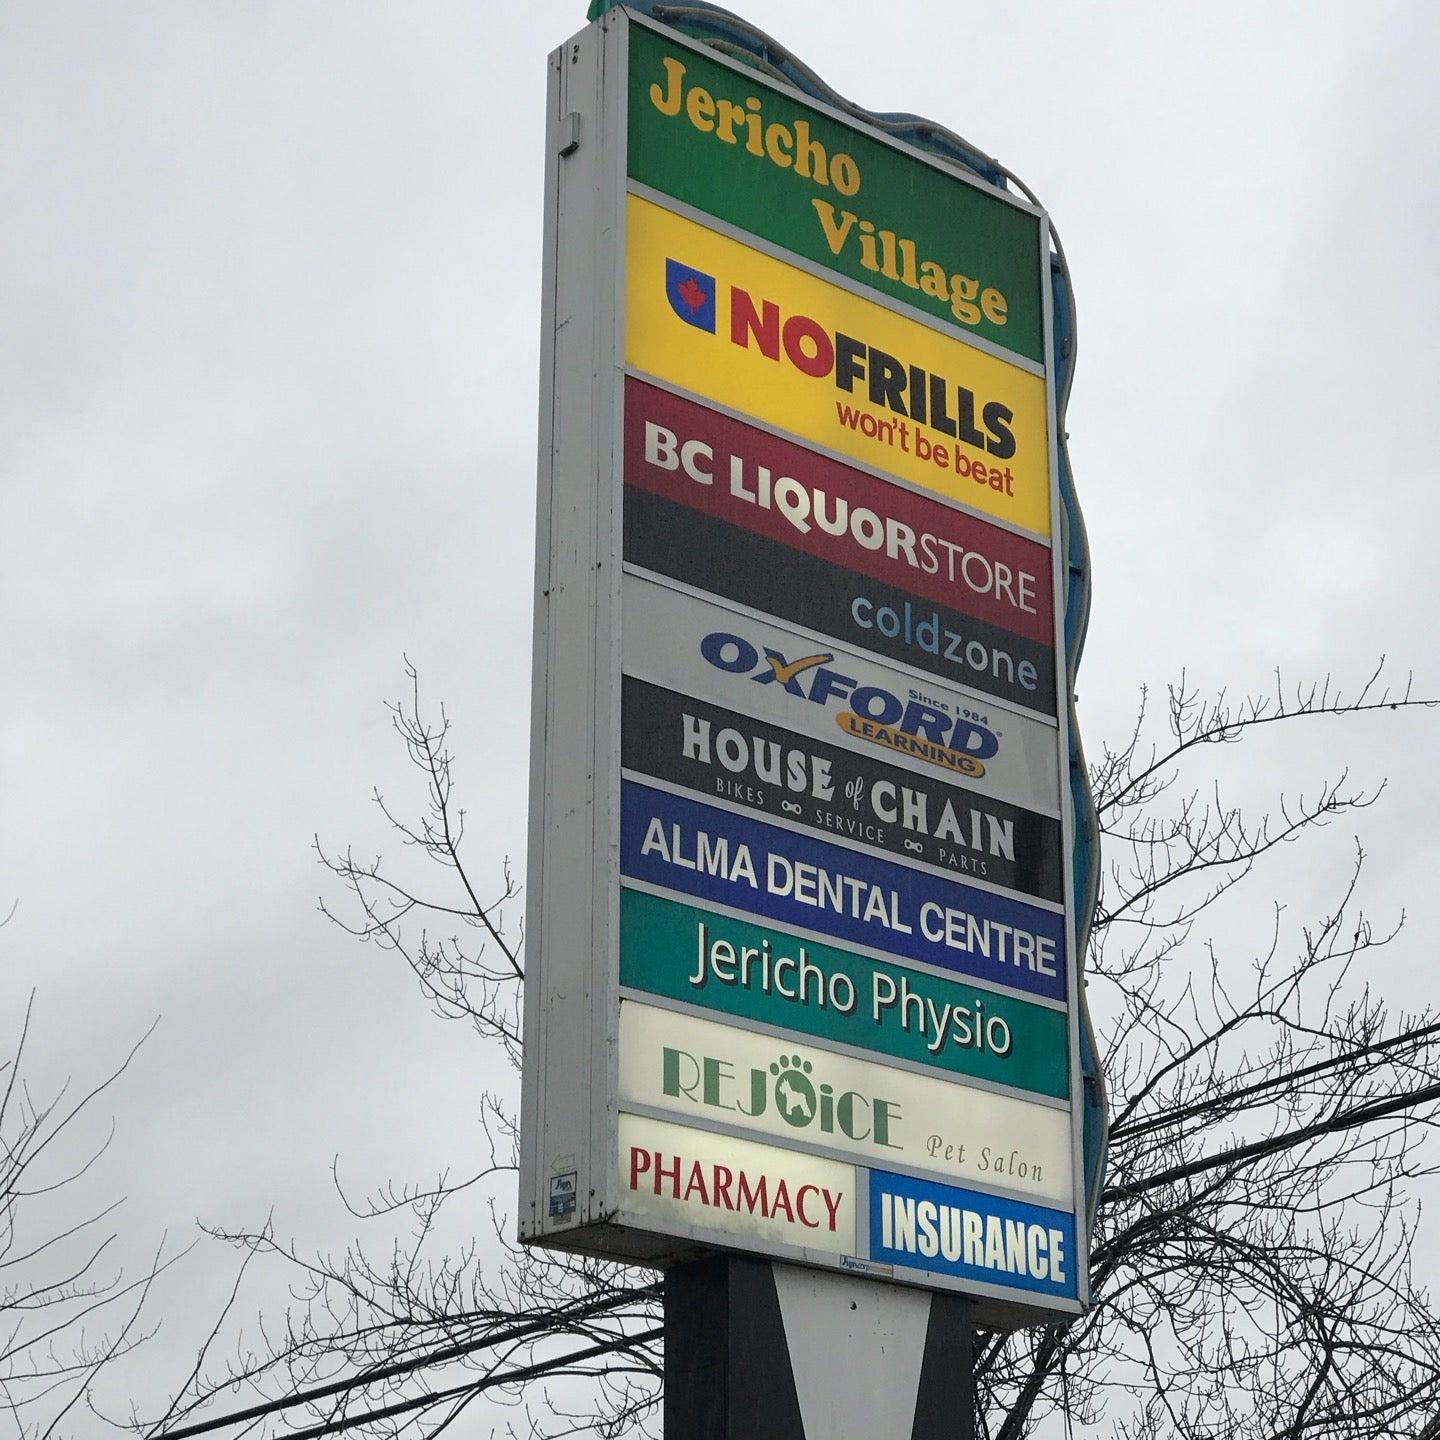 Jericho
Village
NOFRILLS
won't be beat
BC LIQUORSTORE
coldzone
OXFORD
Since 1984
LEARNING
HOUSE of CHAIN
BIKES SERVICE PARTS
ALMA DENTAL CENTRE
Jericho Physio
REJOiCE Pet Salon
PHARMACY
INSURANCE